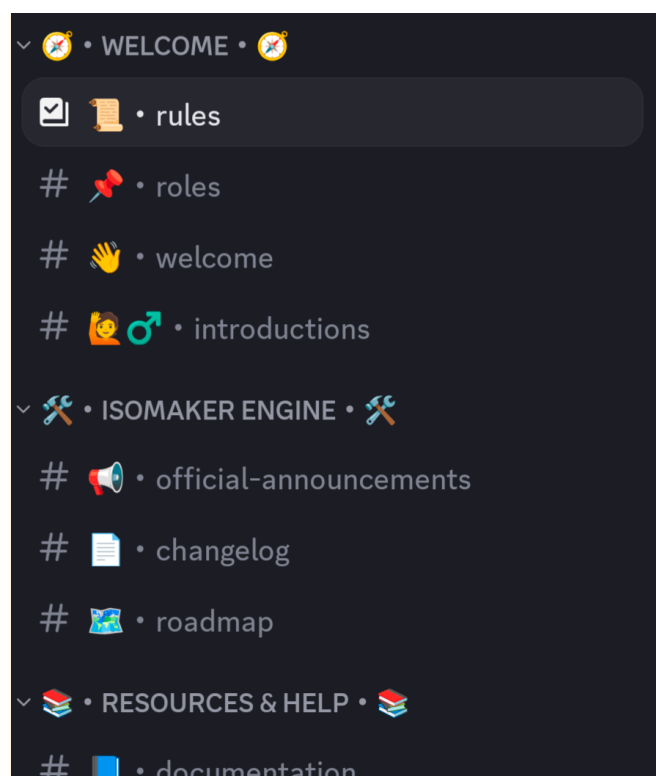 🧭 • WELCOME • 🧭
📜 • rules
# 📌 • roles
# 👋 • welcome
# 🙋♂ • introductions
🛠 • ISOMAKER ENGINE • 🛠
# 📢 • official-announcements
# 📄 • changelog
# 🗺 • roadmap
📚 • RESOURCES & HELP • 📚
# 📘 • documentation